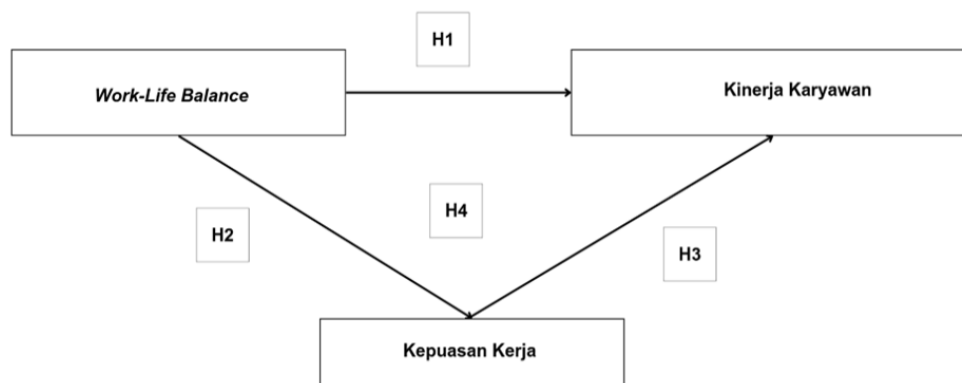 H1
Work-Life Balance
Kinerja Karyawan
H4
H2
H3
Kepuasan Kerja